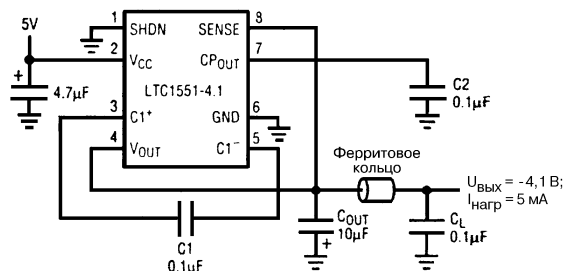 5V
4.7µF
+
1
SHDN
SENSE
8
2
VCC
CPOUT
7
LTC1551-4.1
3
C1+
GND
6
4
VOUT
C1−
5
C2
0.1µF
Ферритовое
кольцо
Uвых = -4,1 В;
Iнагр = 5 мА
COUT
10µF
+
CL
0.1µF
C1
0.1µF